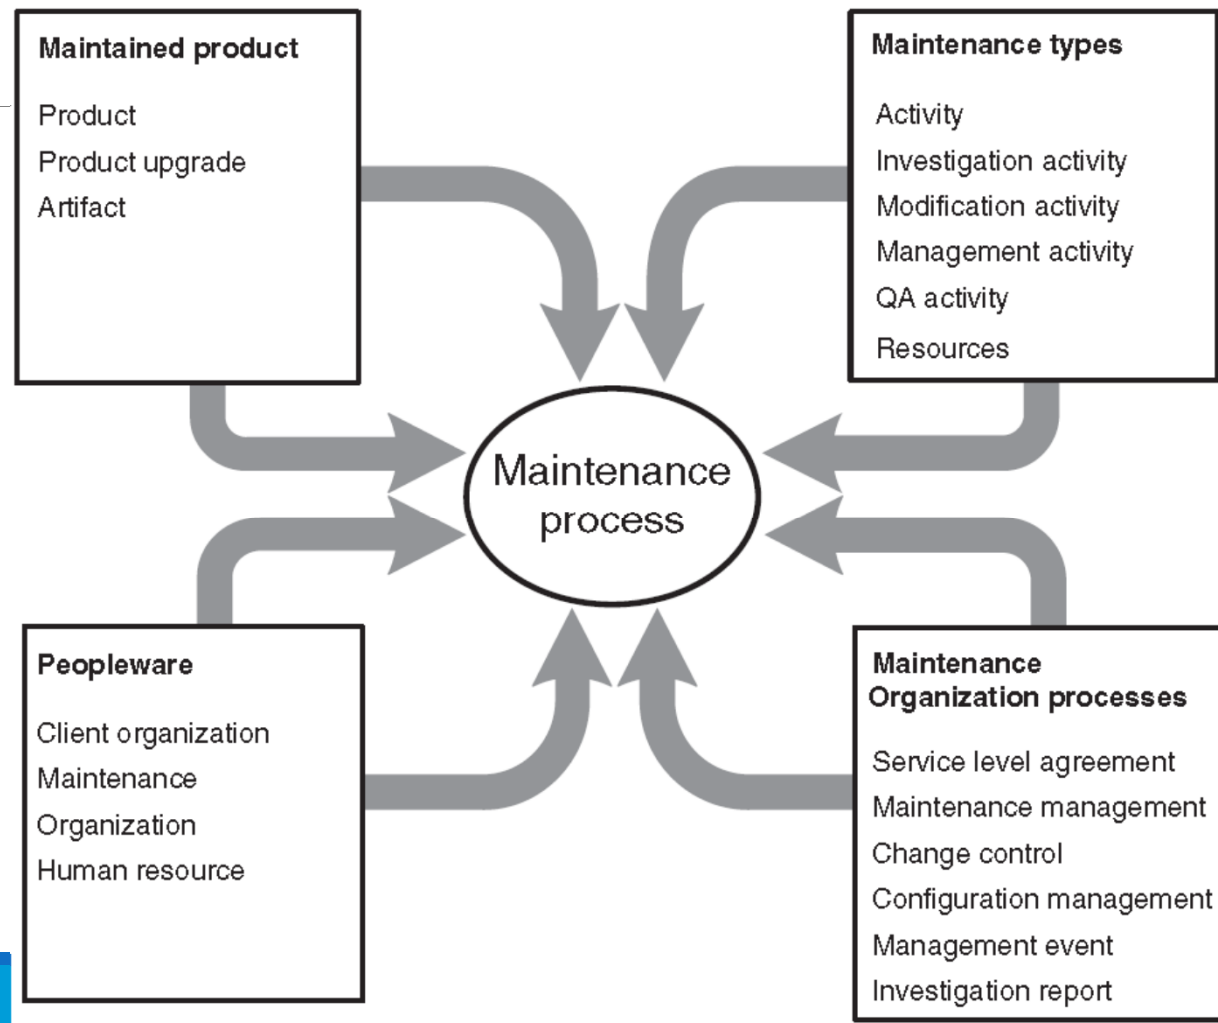 Maintained product
Product
Product upgrade
Artifact
Maintenance types
Activity
Investigation activity
Modification activity
Management activity
QA activity
Resources
Maintenance
process
Peopleware
Client organization
Maintenance
Organization
Human resource
Maintenance
Organization processes
Service level agreement
Maintenance management
Change control
Configuration management
Management event
Investigation report